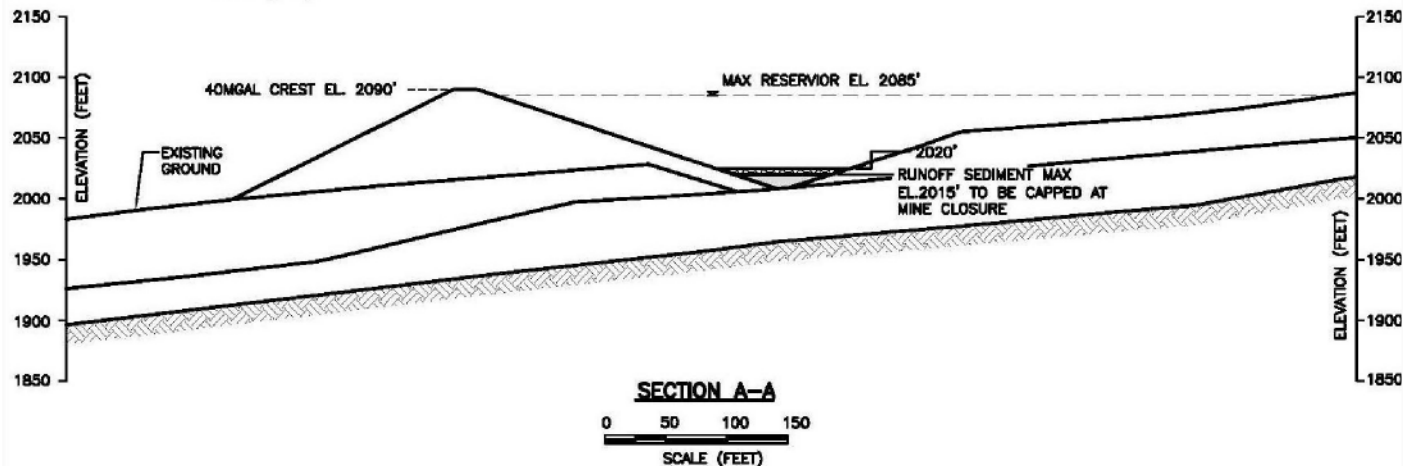 2150
2100
2050
2000
1950
1900
1850
ELEVATION (FEET)
40MGAL CREST EL. 2090'
MAX RESERVIOR EL. 2085'
EXISTING
GROUND
2020'
RUNOFF SEDIMENT MAX
EL.2015' TO BE CAPPED AT
MINE CLOSURE
2150
2100
2050
2000
1950
1900
1850
ELEVATION (FEET)
SECTION A-A
0 50 100 150
SCALE (FEET)